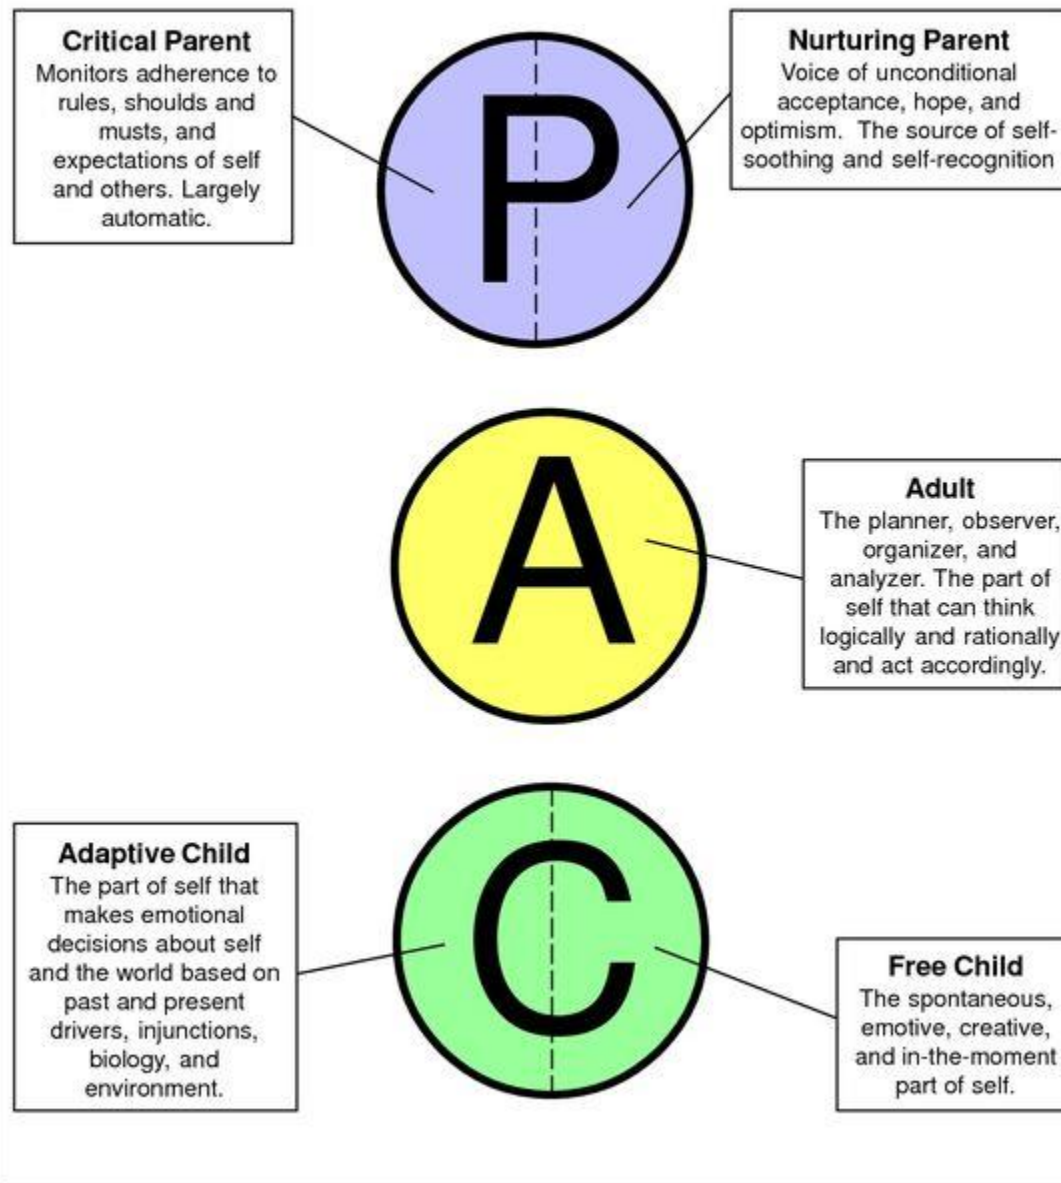 Critical Parent
Monitors adherence to
rules, shoulds and
musts, and
expectations of self
and others. Largely
automatic.
Nurturing Parent
Voice of unconditional
acceptance, hope, and
optimism.  The source of self-
soothing and self-recognition
P
A
Adult
The planner, observer,
organizer, and
analyzer. The part of
self that can think
logically and rationally
and act accordingly.
Adaptive Child
The part of self that
makes emotional
decisions about self
and the world based on
past and present
drivers, injunctions,
biology, and
environment.
C
Free Child
The spontaneous,
emotive, creative,
and in-the-moment
part of self.